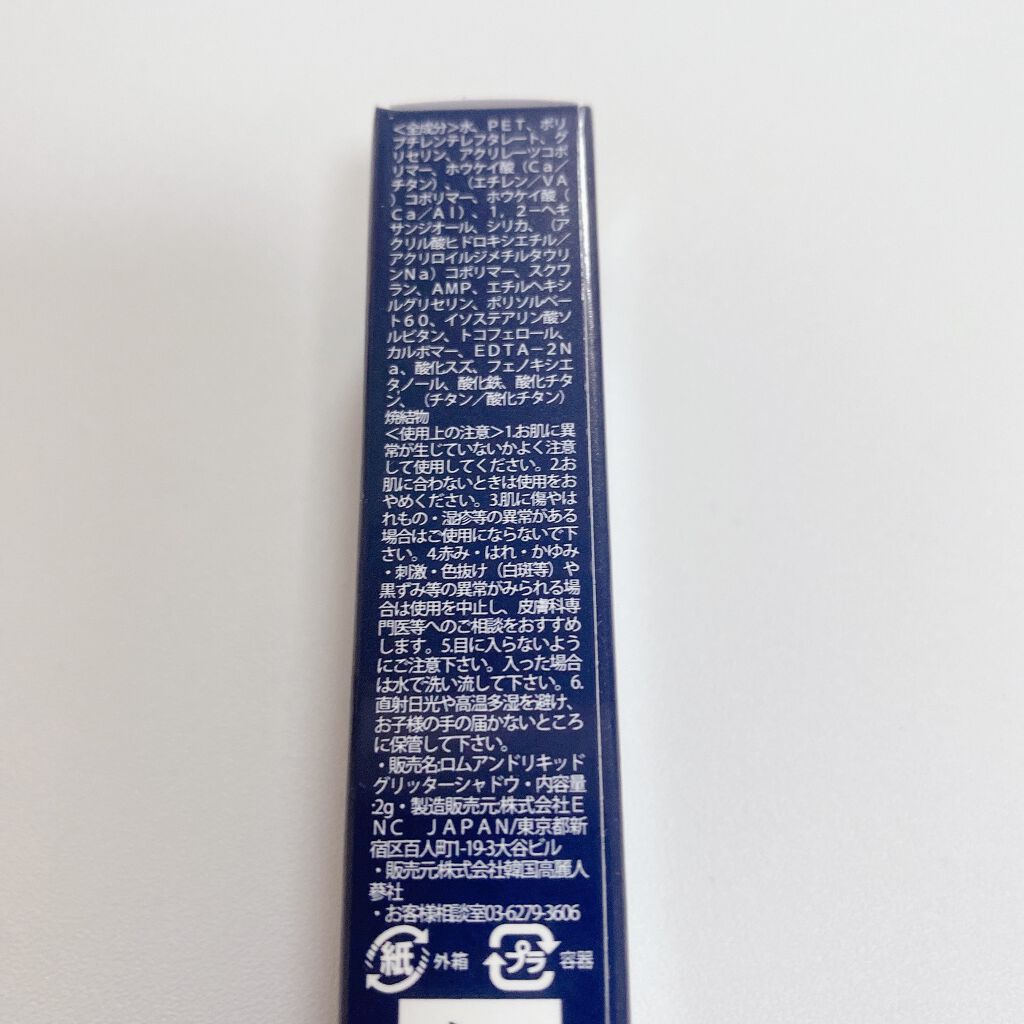 ＜全成分＞水、ＰＥＴ、ポリ
ブチレンテレフタレート、グ
リセリン、アクリレーツコポ
リマー、ホウケイ酸（Ｃａ／
チタン）、（エチレン／ＶＡ
）コポリマー、ホウケイ酸（
Ｃａ／Ａｌ）、１，２－ヘキ
サンジオール、シリカ、（ア
クリル酸ヒドロキシエチル／
アクリロイルジメチルタウリ
ンＮａ）コポリマー、スクワ
ラン、ＡＭＰ、エチルヘキシ
ルグリセリン、ポリソルベー
ト６０、イソステアリン酸ソ
ルビタン、トコフェロール、
カルボマー、ＥＤＴＡ－２Ｎ
ａ、酸化スズ、フェノキシエ
タノール、酸化鉄、酸化チタ
ン、（チタン／酸化チタン）
焼結物
＜使用上の注意＞1.お肌に異
常が生じていないかよく注意
して使用してください。2.お
肌に合わないときは使用をお
やめください。3.肌に傷やは
れもの・湿疹等の異常がある
場合はご使用にならないで下
さい。4.赤み・はれ・かゆみ
・刺激・色抜け（白斑等）や
黒ずみ等の異常がみられる場
合は使用を中止し、皮膚科専
門医等へのご相談をおすすめ
します。5.目に入らないよう
にご注意下さい。入った場合
は水で洗い流して下さい。6.
直射日光や高温多湿を避け、
お子様の手の届かないところ
に保管して下さい。
・販売名:ロムアンドリキッド
グリッターシャドウ・内容量
:2g・製造販売元:株式会社Ｅ
ＮＣ　ＪＡＰＡＮ/東京都新
宿区百人町1-19-3大谷ビル
・販売元:株式会社韓国高麗人
蔘社
・お客様相談室03-6279-3606
紙 外箱 プラ 容器